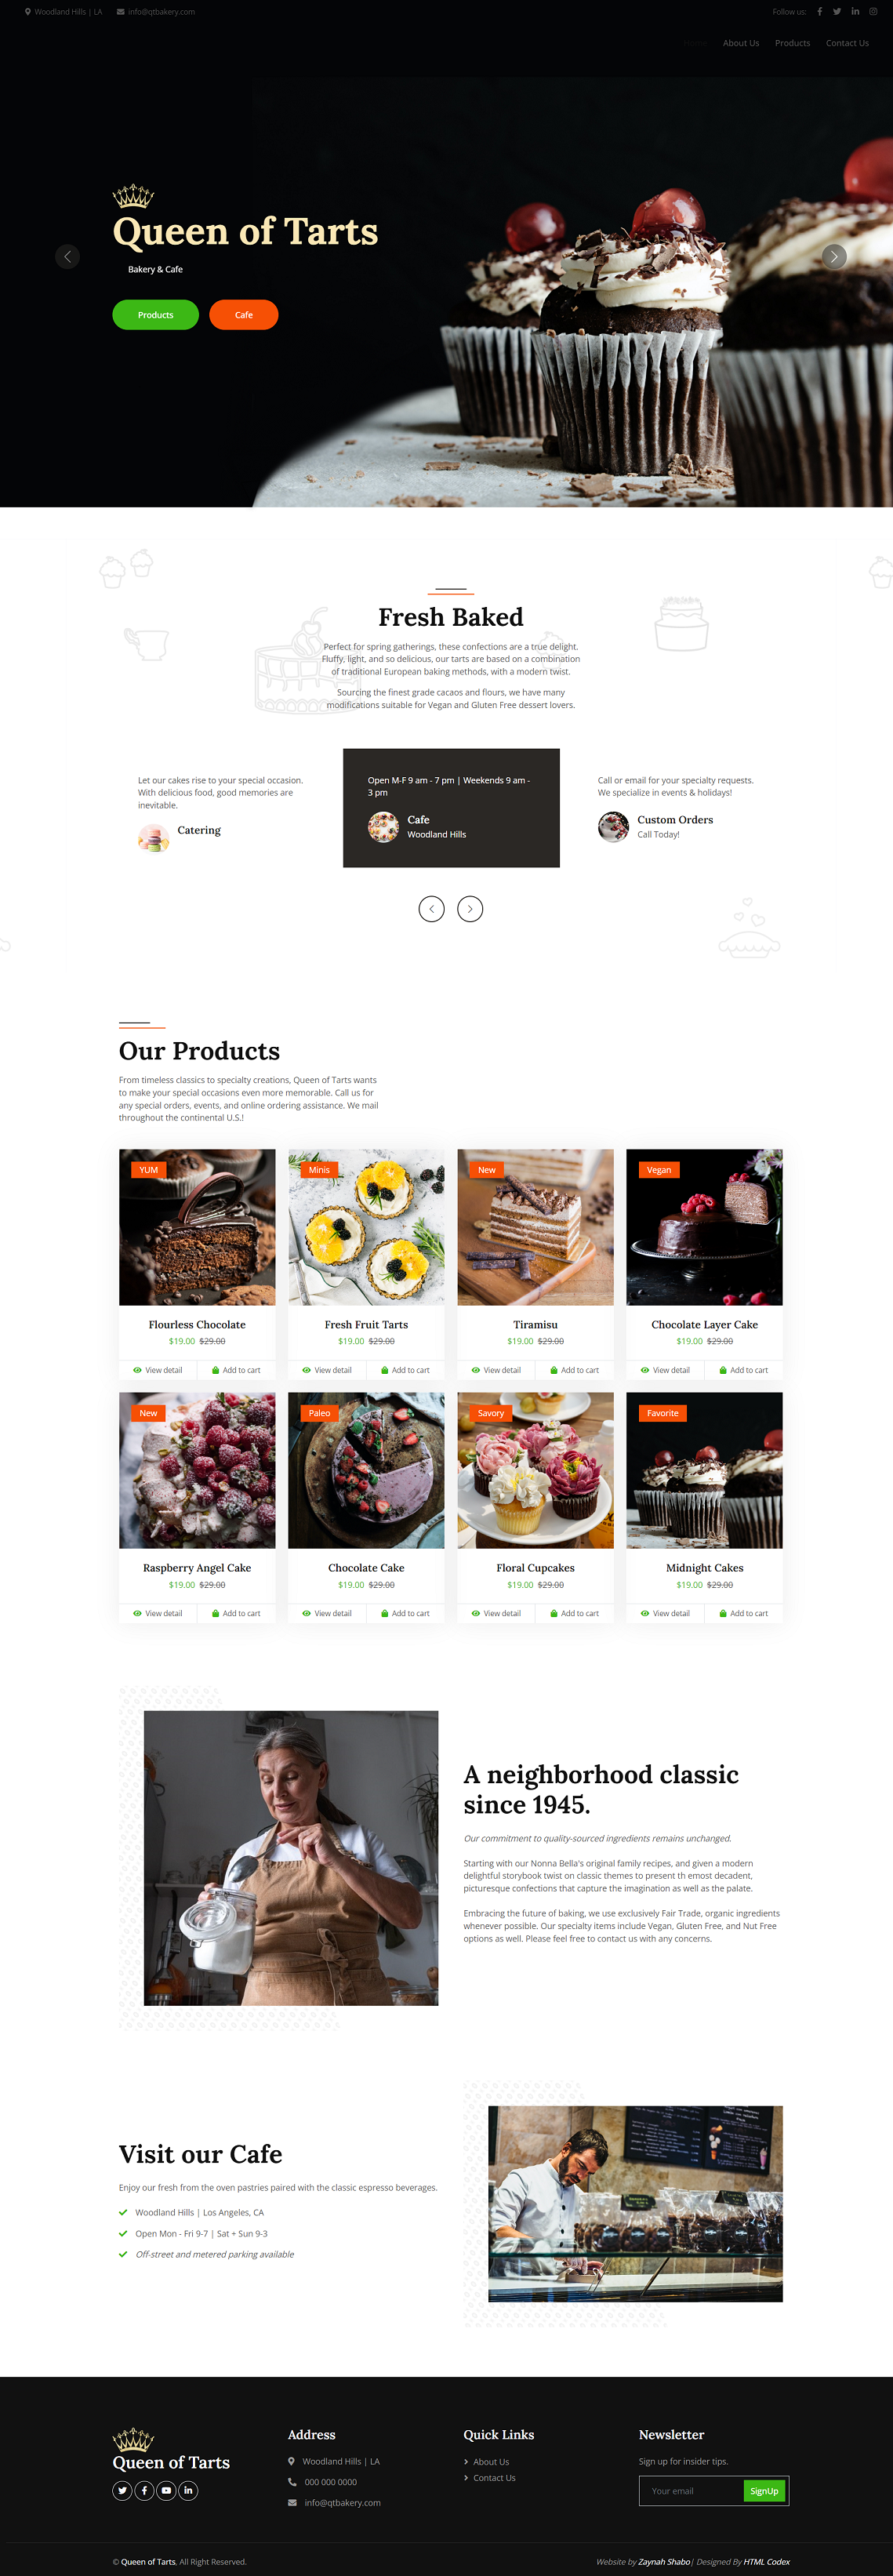 Woodland Hills | LA info@qtbakery.com Follow us:
About Us Products Contact Us
Queen of Tarts
Bakery & Cafe
Products Cafe
Fresh Baked
Perfect for spring gatherings, these confections are a true delight.
Fluffy, light, and so delicious, our tarts are based on a combination
of traditional European baking methods, with a modern twist.
Sourcing the finest grade cacaos and flours, we have many
modifications suitable for Vegan and Gluten Free dessert lovers.
Let our cakes rise to your special occasion.
With delicious food, good memories are
inevitable.
Catering
Open M-F 9 am - 7 pm | Weekends 9 am -
3 pm
Cafe
Woodland Hills
Call or email for your specialty requests.
We specialize in events & holidays!
Custom Orders
Call Today!
Our Products
From timeless classics to specialty creations, Queen of Tarts wants
to make your special occasions even more memorable. Call us for
any special orders, events, and online ordering assistance. We mail
throughout the continental U.S.!
YUM Minis New Vegan
Flourless Chocolate Fresh Fruit Tarts Tiramisu Chocolate Layer Cake
$19.00 $29.00 $19.00 $29.00 $19.00 $29.00 $19.00 $29.00
View detail Add to cart View detail Add to cart View detail Add to cart View detail Add to cart
New Paleo Savory Favorite
Raspberry Angel Cake Chocolate Cake Floral Cupcakes Midnight Cakes
$19.00 $29.00 $19.00 $29.00 $19.00 $29.00 $19.00 $29.00
View detail Add to cart View detail Add to cart View detail Add to cart View detail Add to cart
A neighborhood classic
since 1945.
Our commitment to quality-sourced ingredients remains unchanged.
Starting with our Nonna Bella's original family recipes, and given a modern
delightful storybook twist on classic themes to present th emost decadent,
picturesque confections that capture the imagination as well as the palate.
Embracing the future of baking, we use exclusively Fair Trade, organic ingredients
whenever possible. Our specialty items include Vegan, Gluten Free, and Nut Free
options as well. Please feel free to contact us with any concerns.
Visit our Cafe
Enjoy our fresh from the oven pastries paired with the classic espresso beverage.
Woodland Hills | Los Angeles, CA
Open Mon - Fri 9-7 | Sat + Sun 9-3
Off-street and metered parking available
Queen of Tarts
Address
Woodland Hills | LA
000 000 0000
info@qtbakery.com
Quick Links
About Us
Contact Us
Newsletter
Sign up for insider tips.
Your email SignUp
© Queen of Tarts, All Right Reserved.
Website by Zaynah Shabo| Designed By HTML Codex